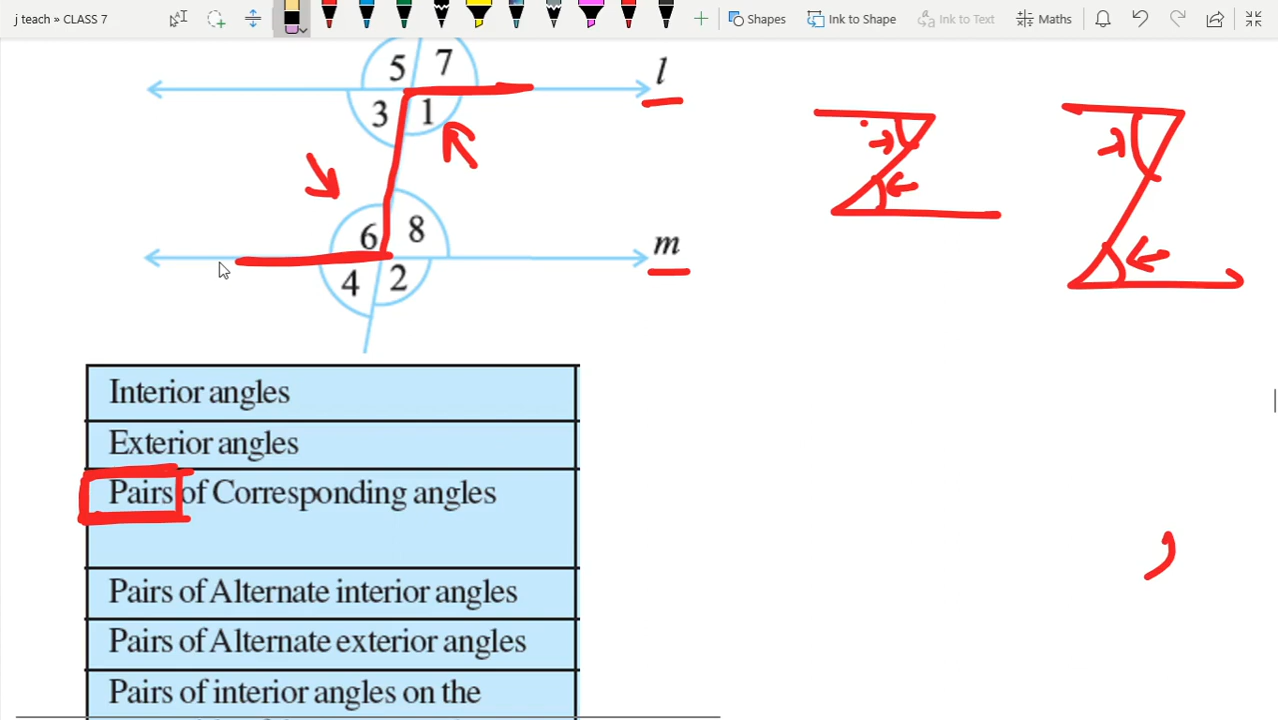 j teach » CLASS 7
Shapes
Ink to Shape
Ink to Text
Maths
5 7
l
3 1
6 8
m
4 2
Interior angles
Exterior angles
Pairs of Corresponding angles
Pairs of Alternate interior angles
Pairs of Alternate exterior angles
Pairs of interior angles on the